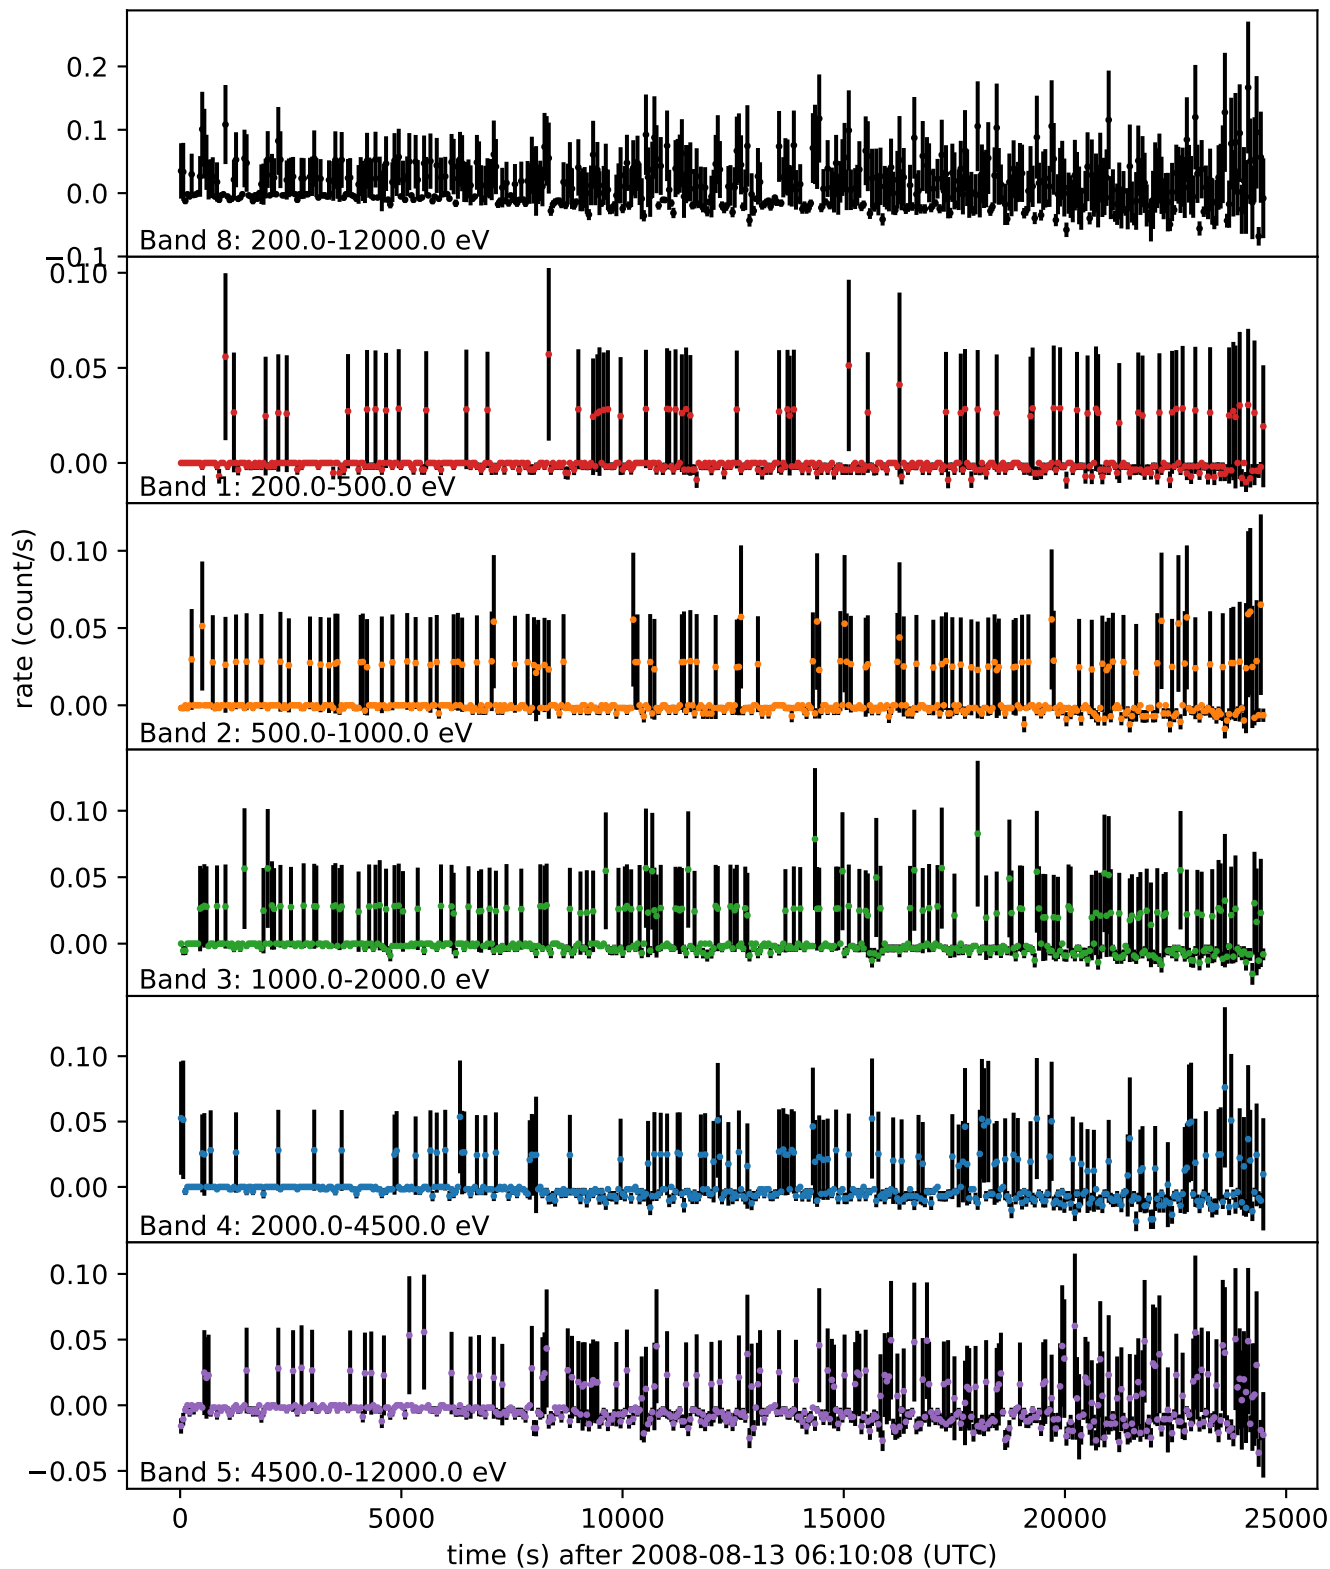 0.2
0.1
0.0
−0.1
Band 8: 200.0-12000.0 eV
0.10
0.05
0.00
Band 1: 200.0-500.0 eV
0.10
0.05
0.00
Band 2: 500.0-1000.0 eV
rate (count/s)
0.10
0.05
0.00
Band 3: 1000.0-2000.0 eV
0.10
0.05
0.00
Band 4: 2000.0-4500.0 eV
0.10
0.05
0.00
−0.05
Band 5: 4500.0-12000.0 eV
0 5000 10000 15000 20000 25000
time (s) after 2008-08-13 06:10:08 (UTC)